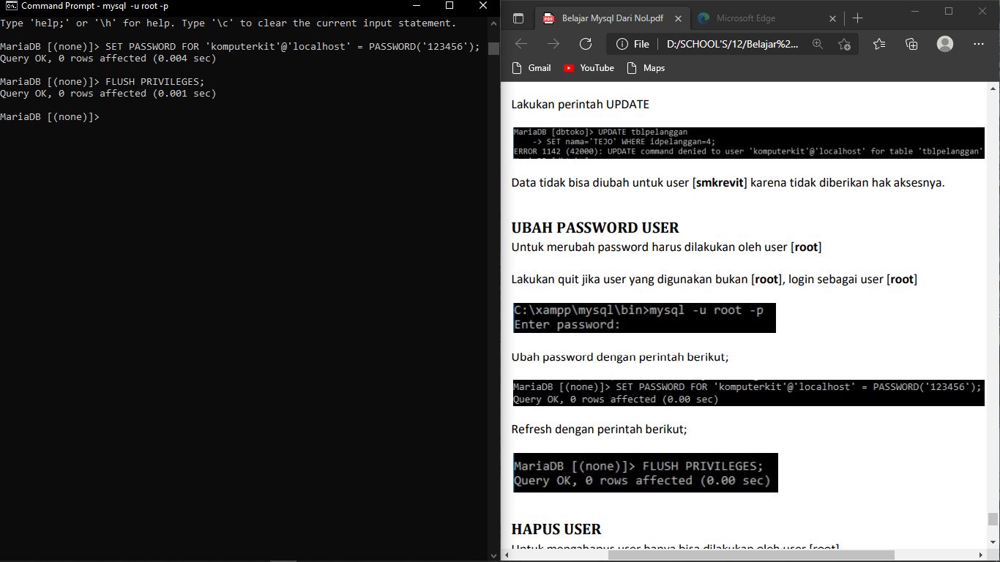 Command Prompt - mysql -u root -p
Type 'help;' or '\h' for help. Type '\c' to clear the current input statement.
MariaDB [(none)]> SET PASSWORD FOR 'komputerkit'@'localhost' = PASSWORD('123456');
Query OK, 0 rows affected (0.004 sec)
MariaDB [(none)]> FLUSH PRIVILEGES;
Query OK, 0 rows affected (0.001 sec)
MariaDB [(none)]>
Belajar Mysql Dari Nol.pdf
Microsoft Edge
File
D:/SCHOOL'S/12/Belajar%2...
Gmail
YouTube
Maps
Lakukan perintah UPDATE
MariaDB [dbtoko]> UPDATE tblpelanggan
-> SET nama='TEJO' WHERE idpelanggan=4;
ERROR 1142 (42000): UPDATE command denied to user 'komputerkit'@'localhost' for table 'tblpelanggan'
Data tidak bisa diubah untuk user [smkrevit] karena tidak diberikan hak aksesnya.
UBAH PASSWORD USER
Untuk merubah password harus dilakukan oleh user [root]
Lakukan quit jika user yang digunakan bukan [root], login sebagai user [root]
C:\xampp\mysql\bin>mysql -u root -p
Enter password:
Ubah password dengan perintah berikut;
MariaDB [(none)]> SET PASSWORD FOR 'komputerkit'@'localhost' = PASSWORD('123456');
Query OK, 0 rows affected (0.00 sec)
Refresh dengan perintah berikut;
MariaDB [(none)]> FLUSH PRIVILEGES;
Query OK, 0 rows affected (0.00 sec)
HAPUS USER
Untuk mengahapus user hanya bisa dilakukan oleh user [root]